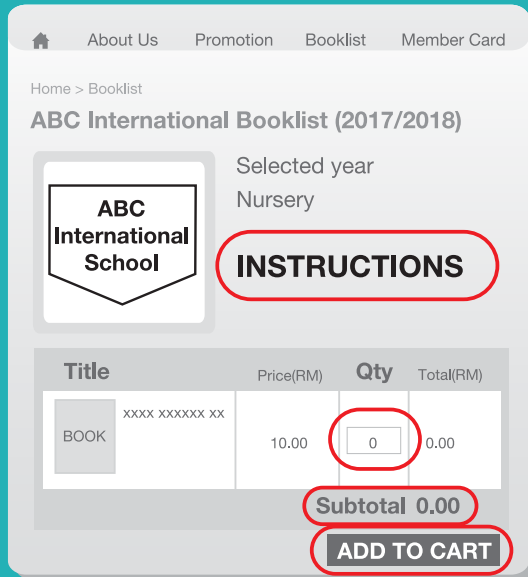 About Us Promotion Booklist Member Card
Home > Booklist
ABC International Booklist (2017/2018)
ABC
International
School
Selected year
Nursery
INSTRUCTIONS
Title Price(RM) Qty Total(RM)
BOOK xxxx xxxxxx xx 10.00 0 0.00
Subtotal 0.00
ADD TO CART